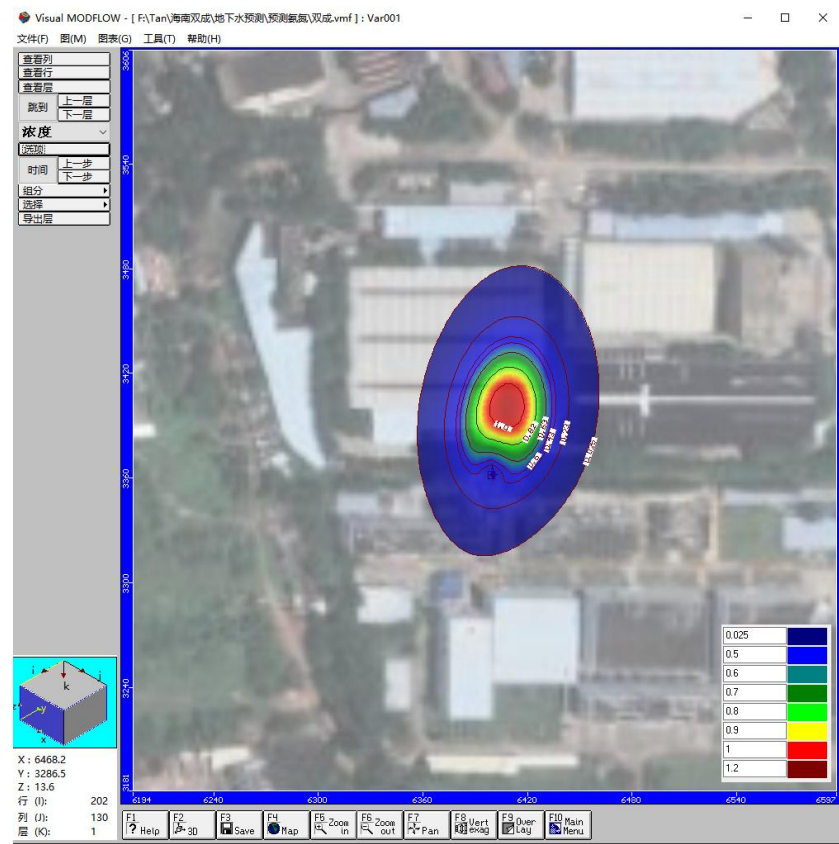 Visual MODFLOW - [ F:\Tan\海南双成\地下水预测\预测氨氮\双成.vmf ] : Var001
文件(F) 图(M) 图表(G) 工具(T) 帮助(H)
查看列
查看行
查看层
跳到 上一层
下一层
浓度
选项
时间 上一步
下一步
组分
选择
导出层
3606
3540
3480
3420
3360
3300
3240
3181
0.82
0.025
0.5
0.6
0.7
0.8
0.9
1
1.2
i j
k
z
y
x
X : 6468.2
Y : 3286.5
Z : 13.6
行 (I): 202
列 (J): 130
层 (K): 1
6194 6240 6300 6360 6420 6480 6540 6597
F1 ? Help
F2 3D
F3 Save
F4 Map
F5 Zoom in
F6 Zoom out
F7 Pan
F8 Vert exag
F9 Over Lay
F10 Main Menu